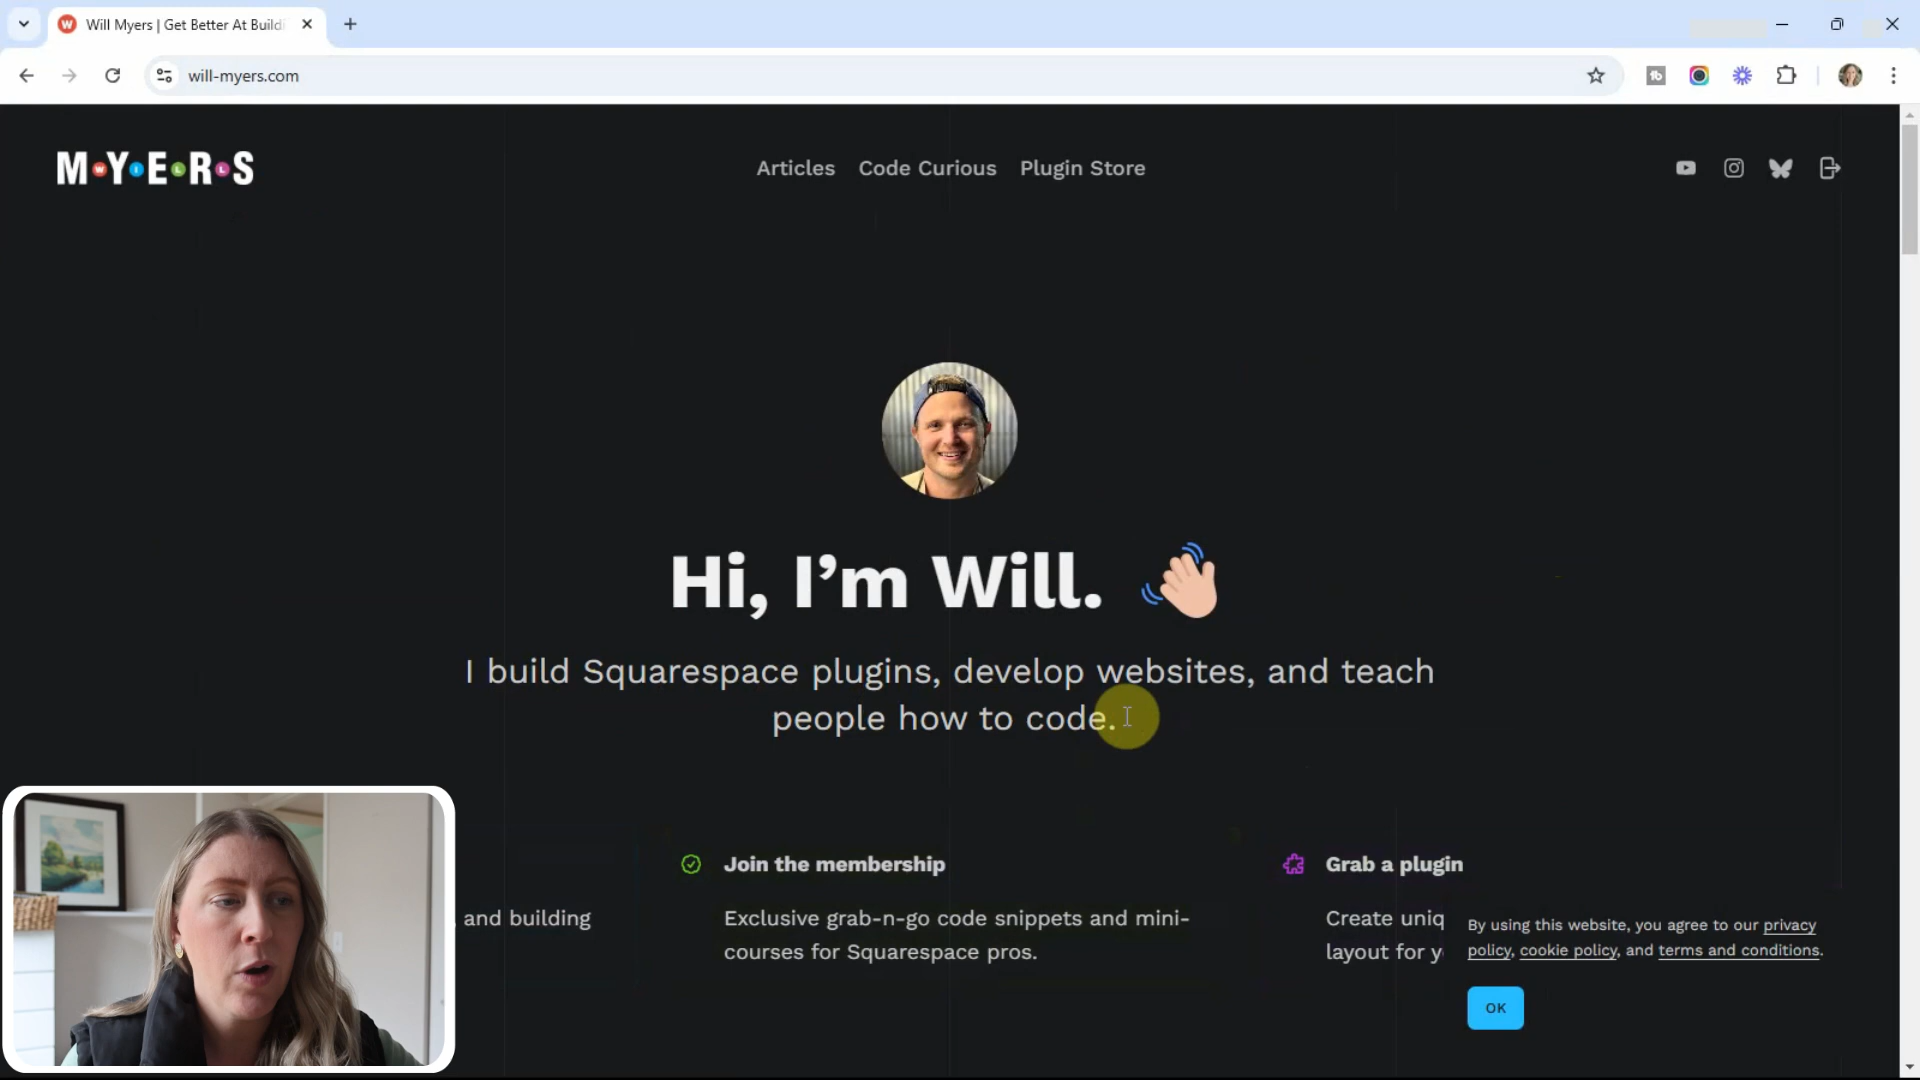 Will Myers | Get Better At Buildi
will-myers.com
MWYIELRLS
Articles Code Curious Plugin Store
Hi, I’m Will.
I build Squarespace plugins, develop websites, and teach
people how to code.
Join the membership
Grab a plugin
and building
Exclusive grab-n-go code snippets and mini-
courses for Squarespace pros.
Create uniq
layout for y
By using this website, you agree to our privacy
policy, cookie policy, and terms and conditions.
OK